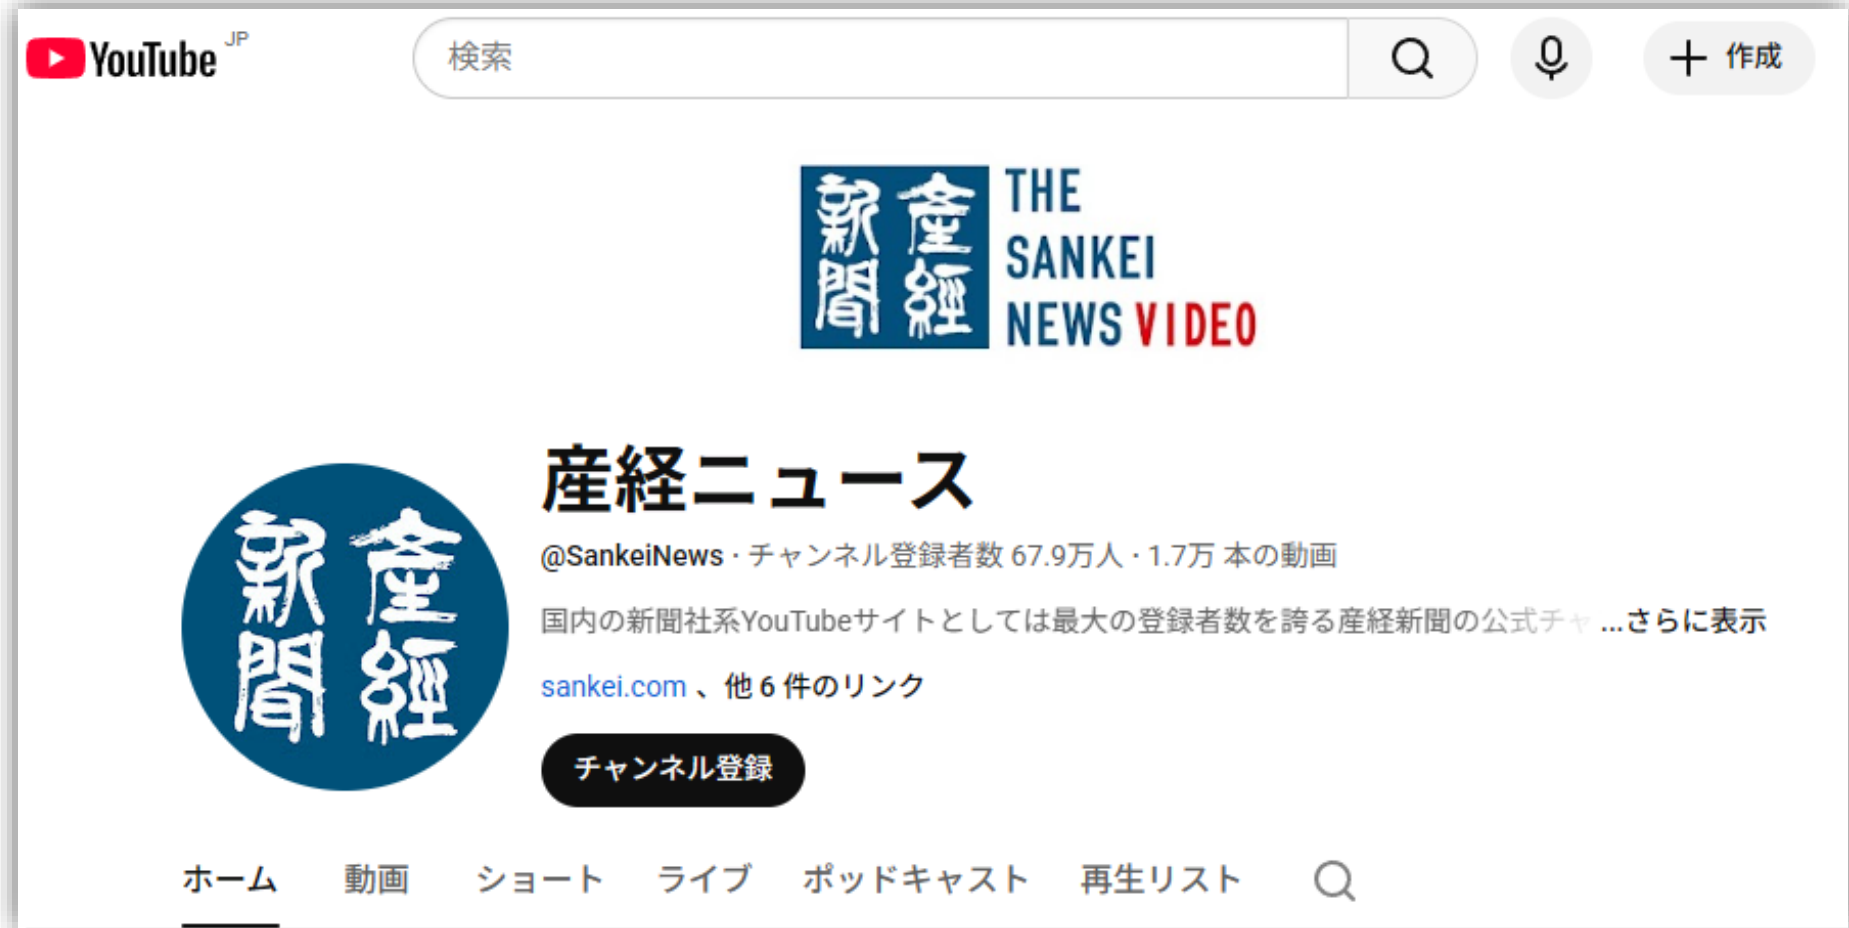 YouTube JP
検索
作成
産經新聞
THE
SANKEI
NEWS VIDEO
産經新聞
産経ニュース
@SankeiNews · チャンネル登録者数 67.9万人 · 1.7万 本の動画
国内の新聞社系YouTubeサイトとしては最大の登録者数を誇る産経新聞の公式チャ ...さらに表示
sankei.com 、他 6 件のリンク
チャンネル登録
ホーム 動画 ショート ライブ ポッドキャスト 再生リスト